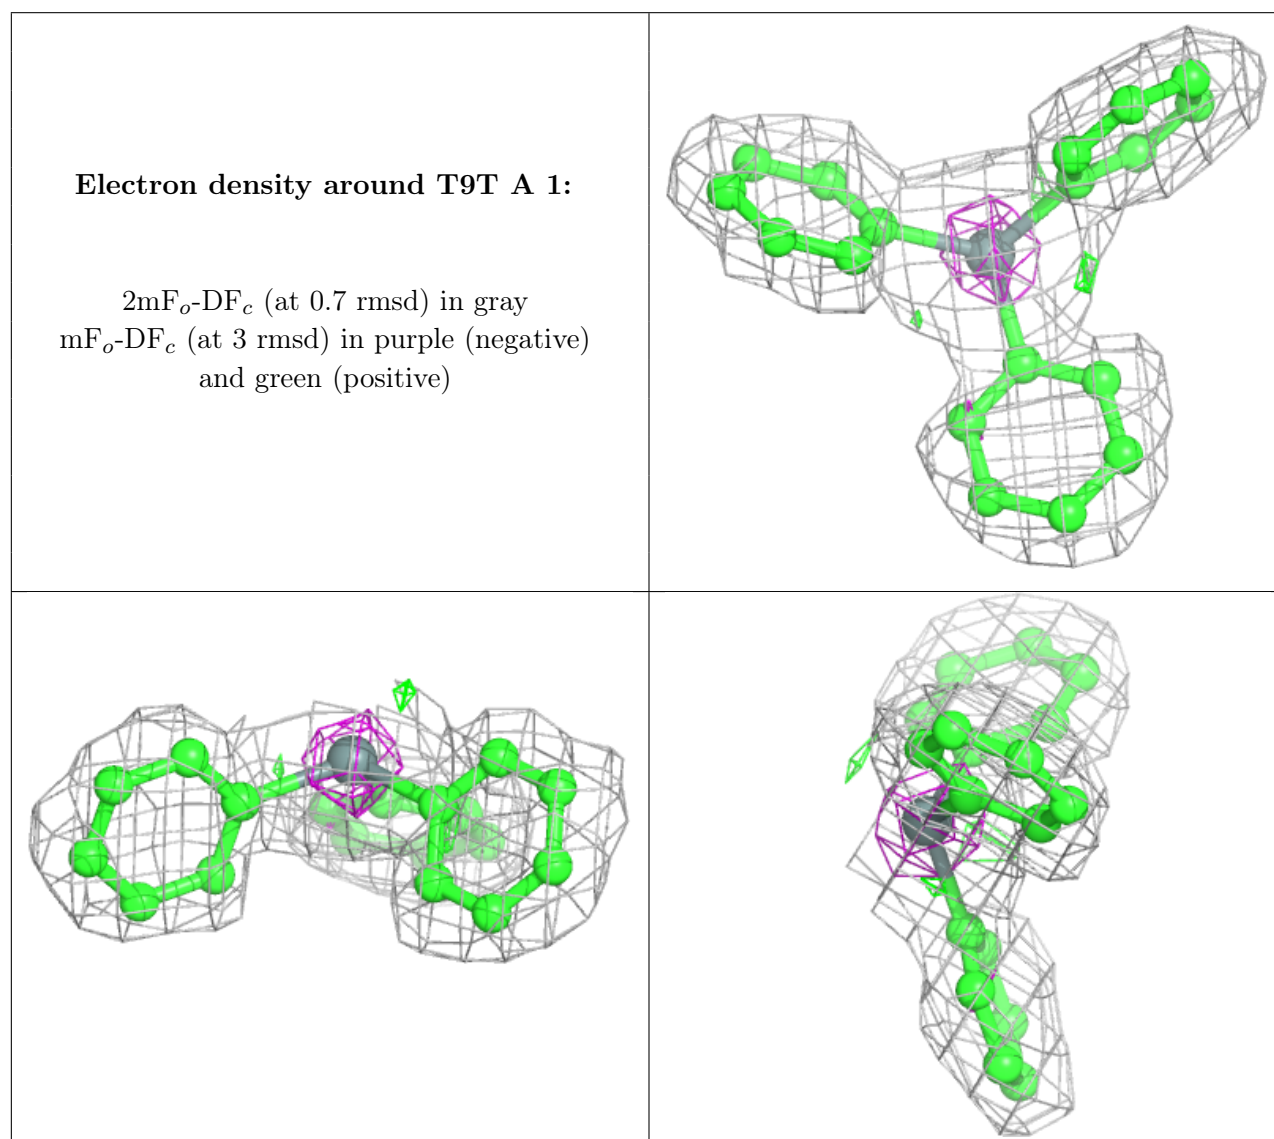 Electron density around T9T A 1:
2mFo-DFc (at 0.7 rmsd) in gray
mFo-DFc (at 3 rmsd) in purple (negative)
and green (positive)